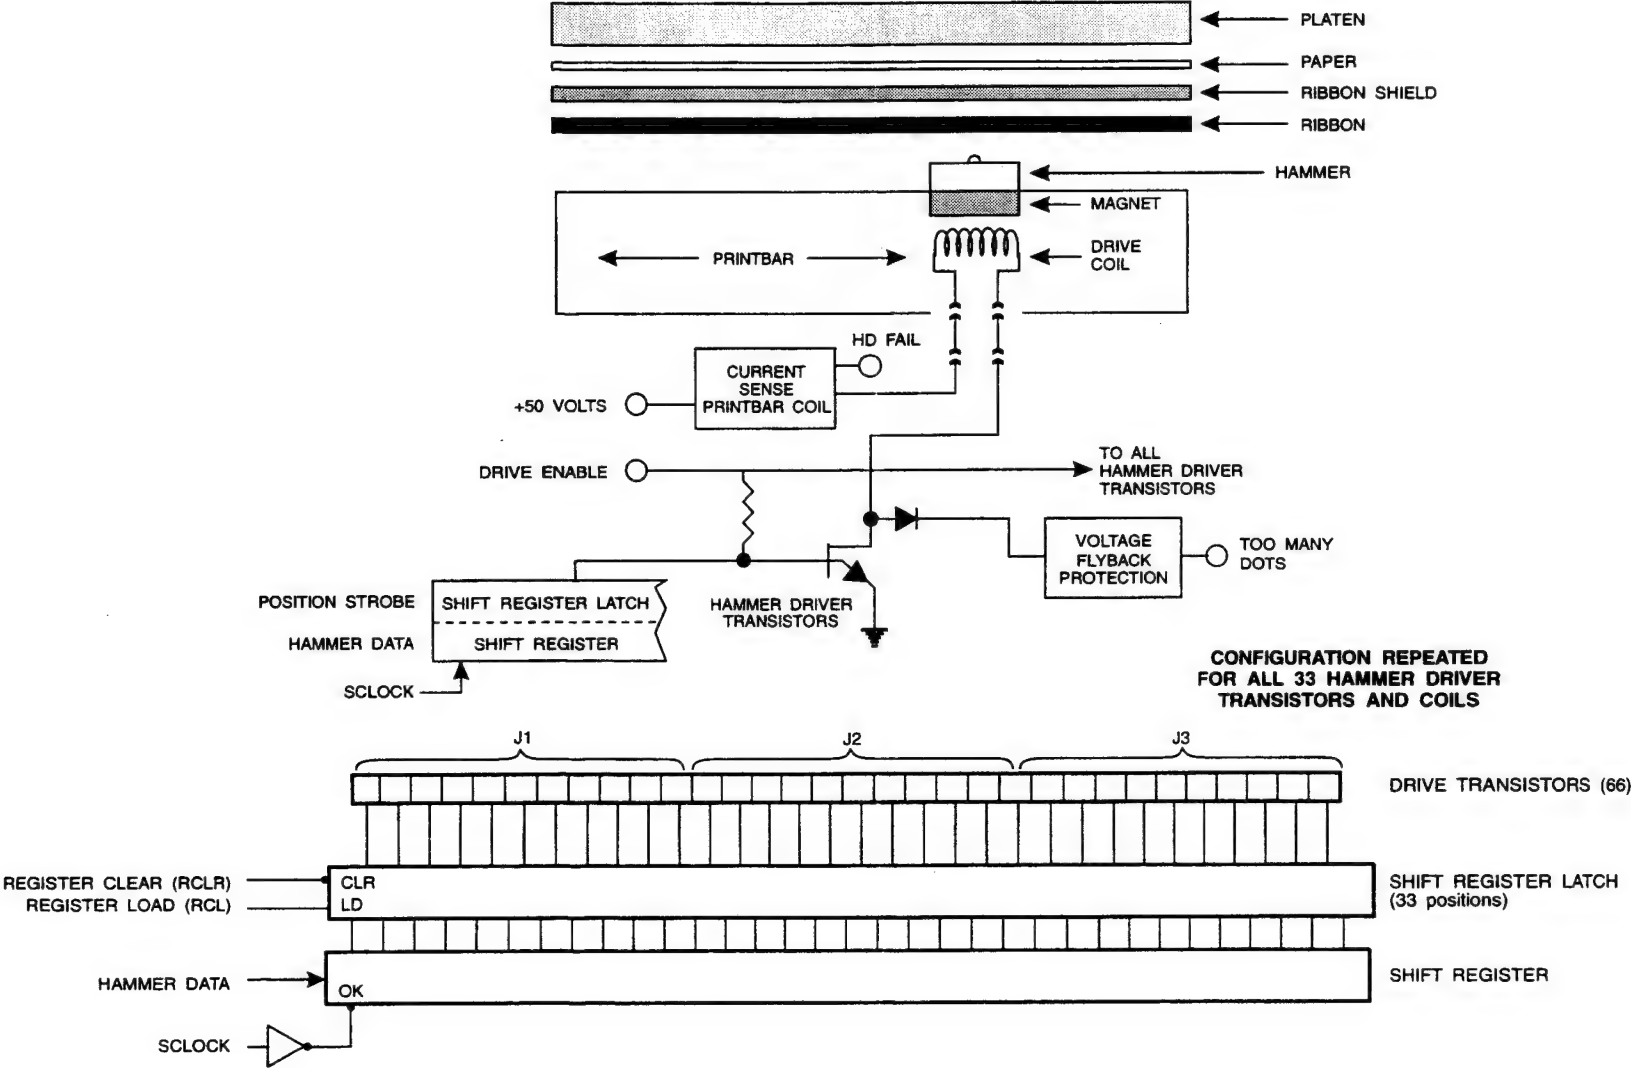 PLATEN
PAPER
RIBBON SHIELD
RIBBON
HAMMER
MAGNET
PRINTBAR
DRIVE
COIL
HD FAIL
CURRENT
SENSE
PRINTBAR COIL
+50 VOLTS
DRIVE ENABLE
TO ALL
HAMMER DRIVER
TRANSISTORS
VOLTAGE
FLYBACK
PROTECTION
TOO MANY
DOTS
POSITION STROBE
SHIFT REGISTER LATCH
HAMMER DRIVER
TRANSISTORS
HAMMER DATA
SHIFT REGISTER
SCLOCK
CONFIGURATION REPEATED
FOR ALL 33 HAMMER DRIVER
TRANSISTORS AND COILS
J1
J2
J3
DRIVE TRANSISTORS (66)
REGISTER CLEAR (RCLR)
CLR
REGISTER LOAD (RCL)
LD
SHIFT REGISTER LATCH
(33 positions)
HAMMER DATA
OK
SHIFT REGISTER
SCLOCK